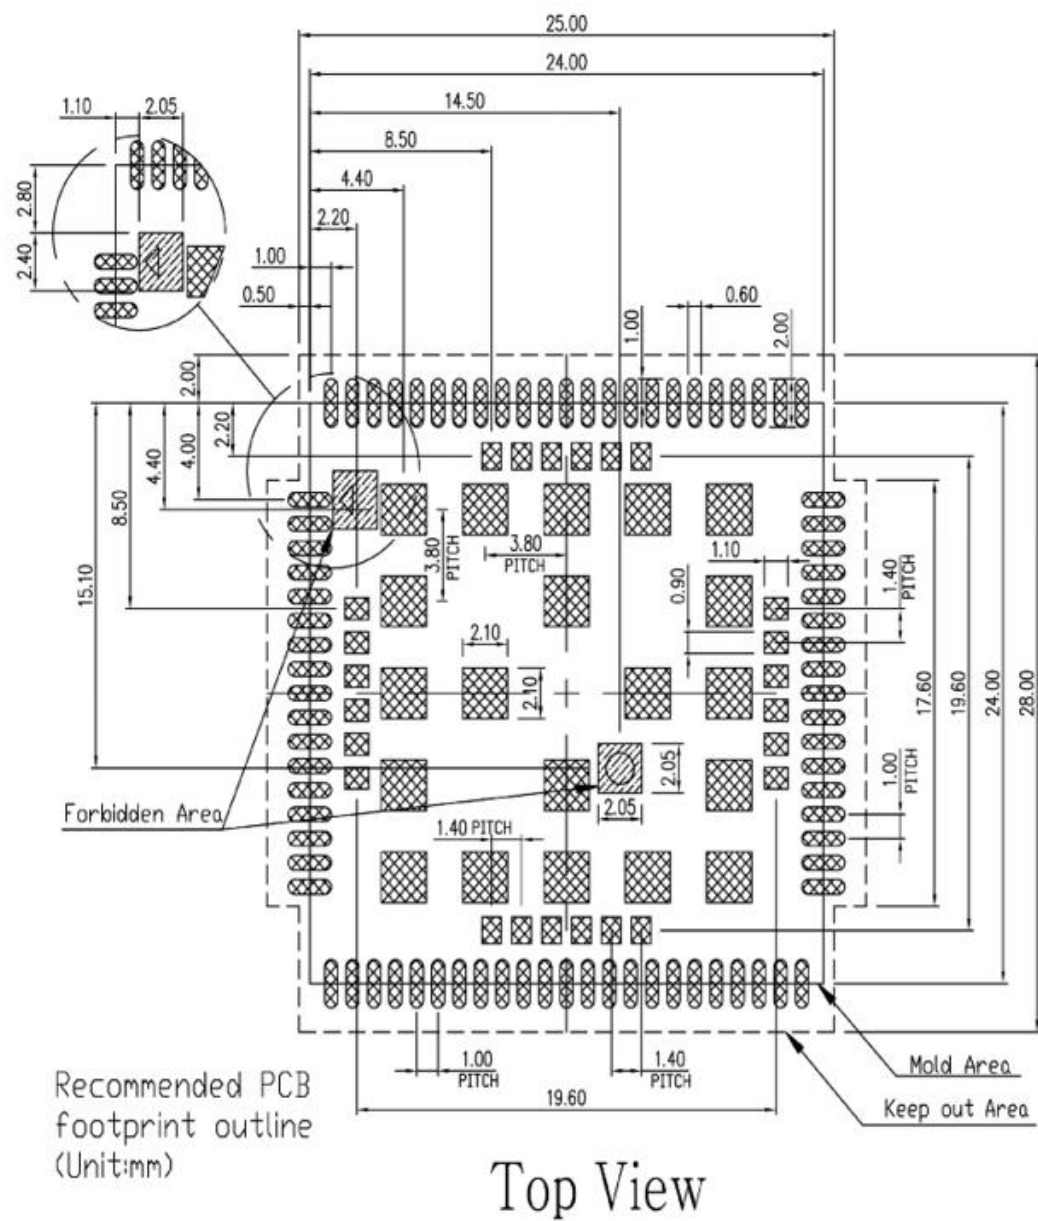 25.00
24.00
14.50
8.50
4.40
2.20
1.00
0.50
1.10
2.05
2.80
2.40
0.60
1.00
2.00
2.00
2.20
4.00
4.40
8.50
15.10
3.80
PITCH
3.80
PITCH
1.10
0.90
1.40
PITCH
2.10
2.10
17.60
19.60
24.00
28.00
2.05
2.05
1.00
PITCH
Forbidden Area
1.40 PITCH
1.00
PITCH
1.40
PITCH
19.60
Mold Area
Keep out Area
Recommended PCB
footprint outline
(Unit:mm)
Top View